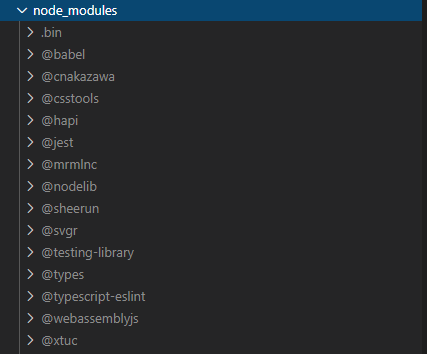 node_modules
.bin
@babel
@cnakazawa
@csstools
@hapi
@jest
@mrmlnc
@nodelib
@sheerun
@svgr
@testing-library
@types
@typescript-eslint
@webassemblyjs
@xtuc